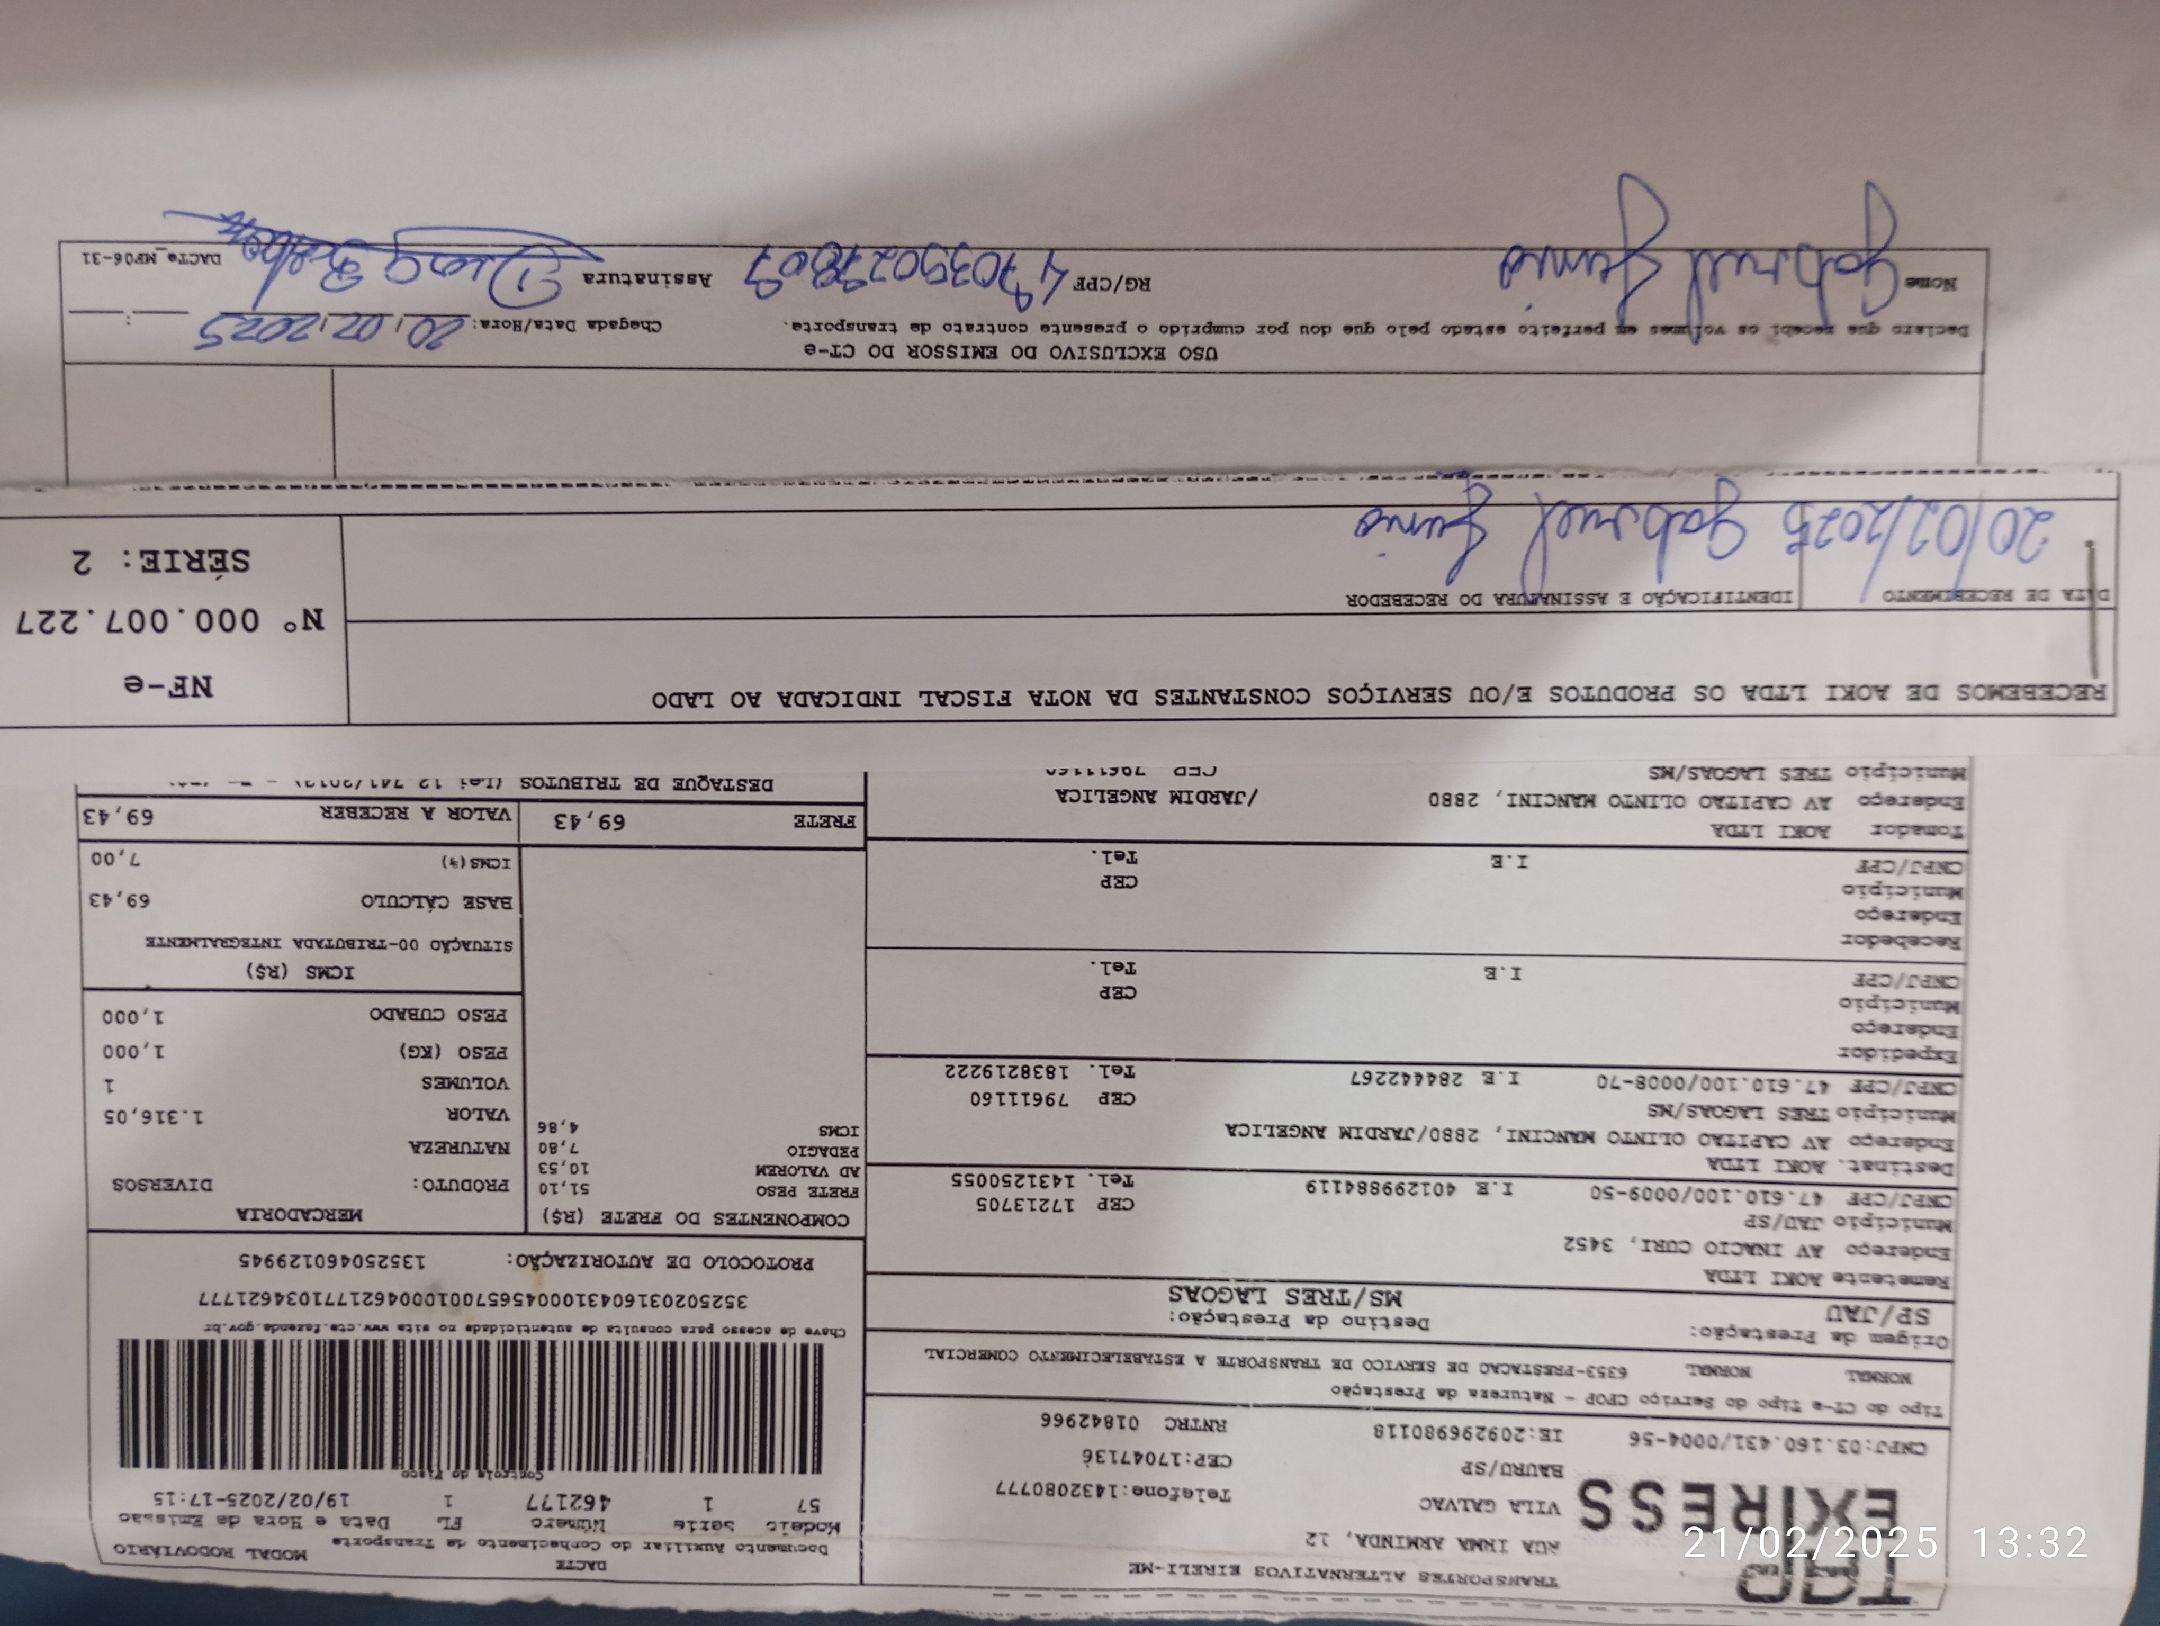 TRANSPORTES ALTERNATIVOS EIRELI-ME
EXPRESS
RUA IRMA ARMINDA, 12
VILA GALVAC Telefone:1432080777
BAURU/SP CEP:17047136
CNPJ:03.160.431/0004-56 IE:209296980118 RNTRC 01842966
Tipo do CT-e Tipo do Serviço CFOP - Natureza da Prestação
NORMAL NORMAL 6353-PRESTACAO DE SERVICO DE TRANSPORTE A ESTABELECIMENTO COMERCIAL
Origem da Prestação: Destino da Prestação:
SP/JAU MS/TRES LAGOAS
Remetente AOKI LTDA
Endereço AV INACIO CURI, 3452
Município JAU/SP CEP 17213705
CNPJ/CPF 47.610.100/0009-50 I.E 401299884119 Tel. 1431250055
Destinat. AOKI LTDA
Endereço AV CAPITAO OLINTO MANCINI, 2880/JARDIM ANGELICA
Município TRES LAGOAS/MS CEP 79611160
CNPJ/CPF 47.610.100/0008-70 I.E 284442267 Tel. 1838219222
Expedidor
Endereço
Município CEP
CNPJ/CPF I.E Tel.
Recebedor
Endereço
Município CEP
CNPJ/CPF I.E Tel.
Tomador AOKI LTDA
Endereço AV CAPITAO OLINTO MANCINI, 2880 /JARDIM ANGELICA
Município TRES LAGOAS/MS CEP 79611160
DACTE
Documento Auxiliar do Conhecimento de Transporte MODAL RODOVIÁRIO
Modelo Série Número FL Data e Hora de Emissão
57 1 462177 1 19/02/2025-17:15
Controle do Fisco
Chave de acesso para consulta de autenticidade no site www.cte.fazenda.gov.br
35250203160431000456570010004621771034621777
PROTOCOLO DE AUTORIZAÇÃO: 135250460129945
COMPONENTES DO FRETE (R$)
FRETE PESO 51,10
AD VALOREM 10,53
PEDAGIO 7,80
ICMS 4,86
MERCADORIA
PRODUTO: DIVERSOS
NATUREZA
VALOR 1.316,05
VOLUMES 1
PESO (KG) 1,000
PESO CUBADO 1,000
ICMS (R$)
SITUAÇÃO 00-TRIBUTADA INTEGRALMENTE
BASE CÁLCULO 69,43
ICMS(%) 7,00
FRETE 69,43 VALOR A RECEBER 69,43
DESTAQUE DE TRIBUTOS (Lei 12.741/2012)
RECEBEMOS DE AOKI LTDA OS PRODUTOS E/OU SERVIÇOS CONSTANTES DA NOTA FISCAL INDICADA AO LADO
DATA DE RECEBIMENTO IDENTIFICAÇÃO E ASSINATURA DO RECEBEDOR
20/02/2025 Gabriel Junio
NF-e
Nº 000.007.227
SÉRIE: 2
USO EXCLUSIVO DO EMISSOR DO CT-e
Declaro que recebi os volumes em perfeito estado pelo que dou por cumprido o presente contrato de transporte. Chegada Data/Hora: 20/02/2025 :
Nome Gabriel Junio RG/CPF Assinatura DACTe_MP06-31
21/02/2025 13:32